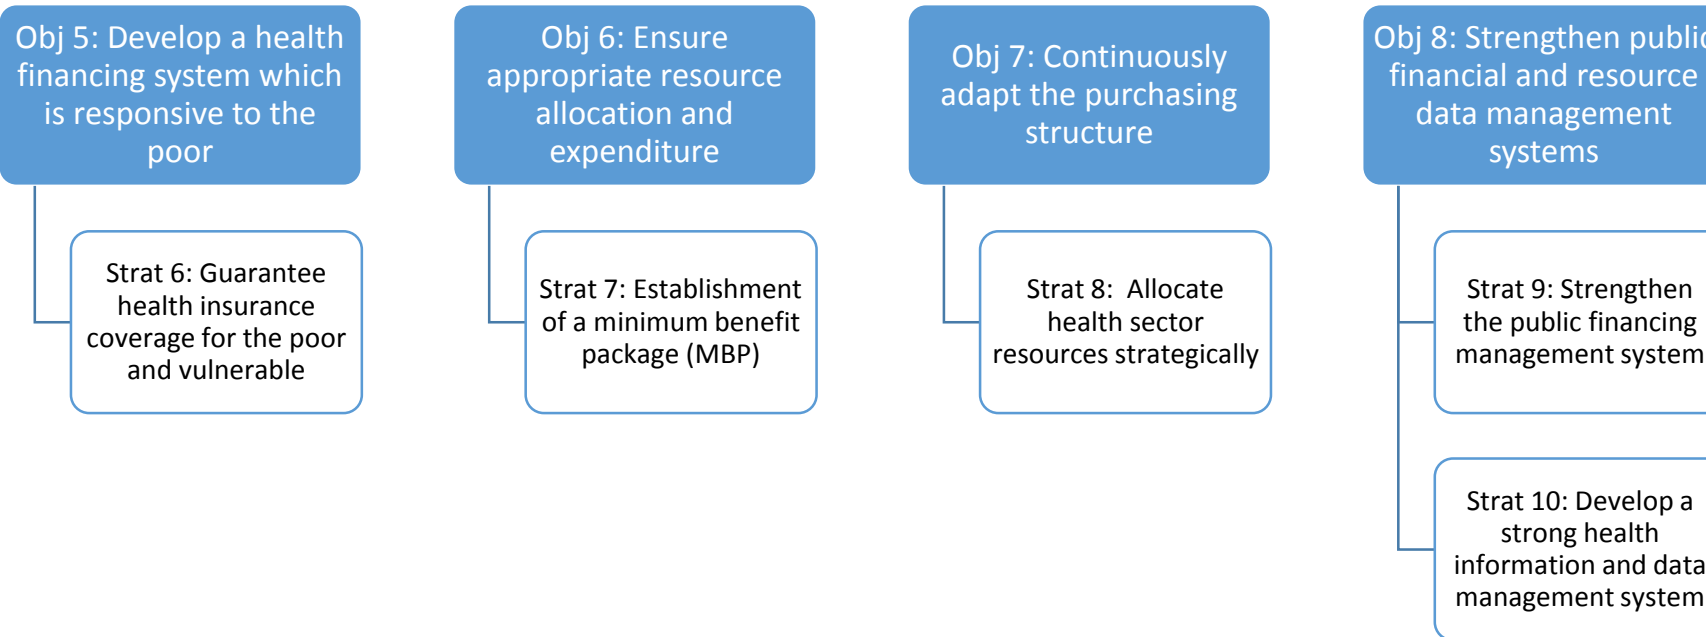 Obj 5: Develop a health
financing system which
is responsive to the
poor
Strat 6: Guarantee
health insurance
coverage for the poor
and vulnerable
Obj 6: Ensure
appropriate resource
allocation and
expenditure
Strat 7: Establishment
of a minimum benefit
package (MBP)
Obj 7: Continuously
adapt the purchasing
structure
Strat 8:  Allocate
health sector
resources strategically
Obj 8: Strengthen public
financial and resource
data management
systems
Strat 9: Strengthen
the public financing
management system
Strat 10: Develop a
strong health
information and data
management system